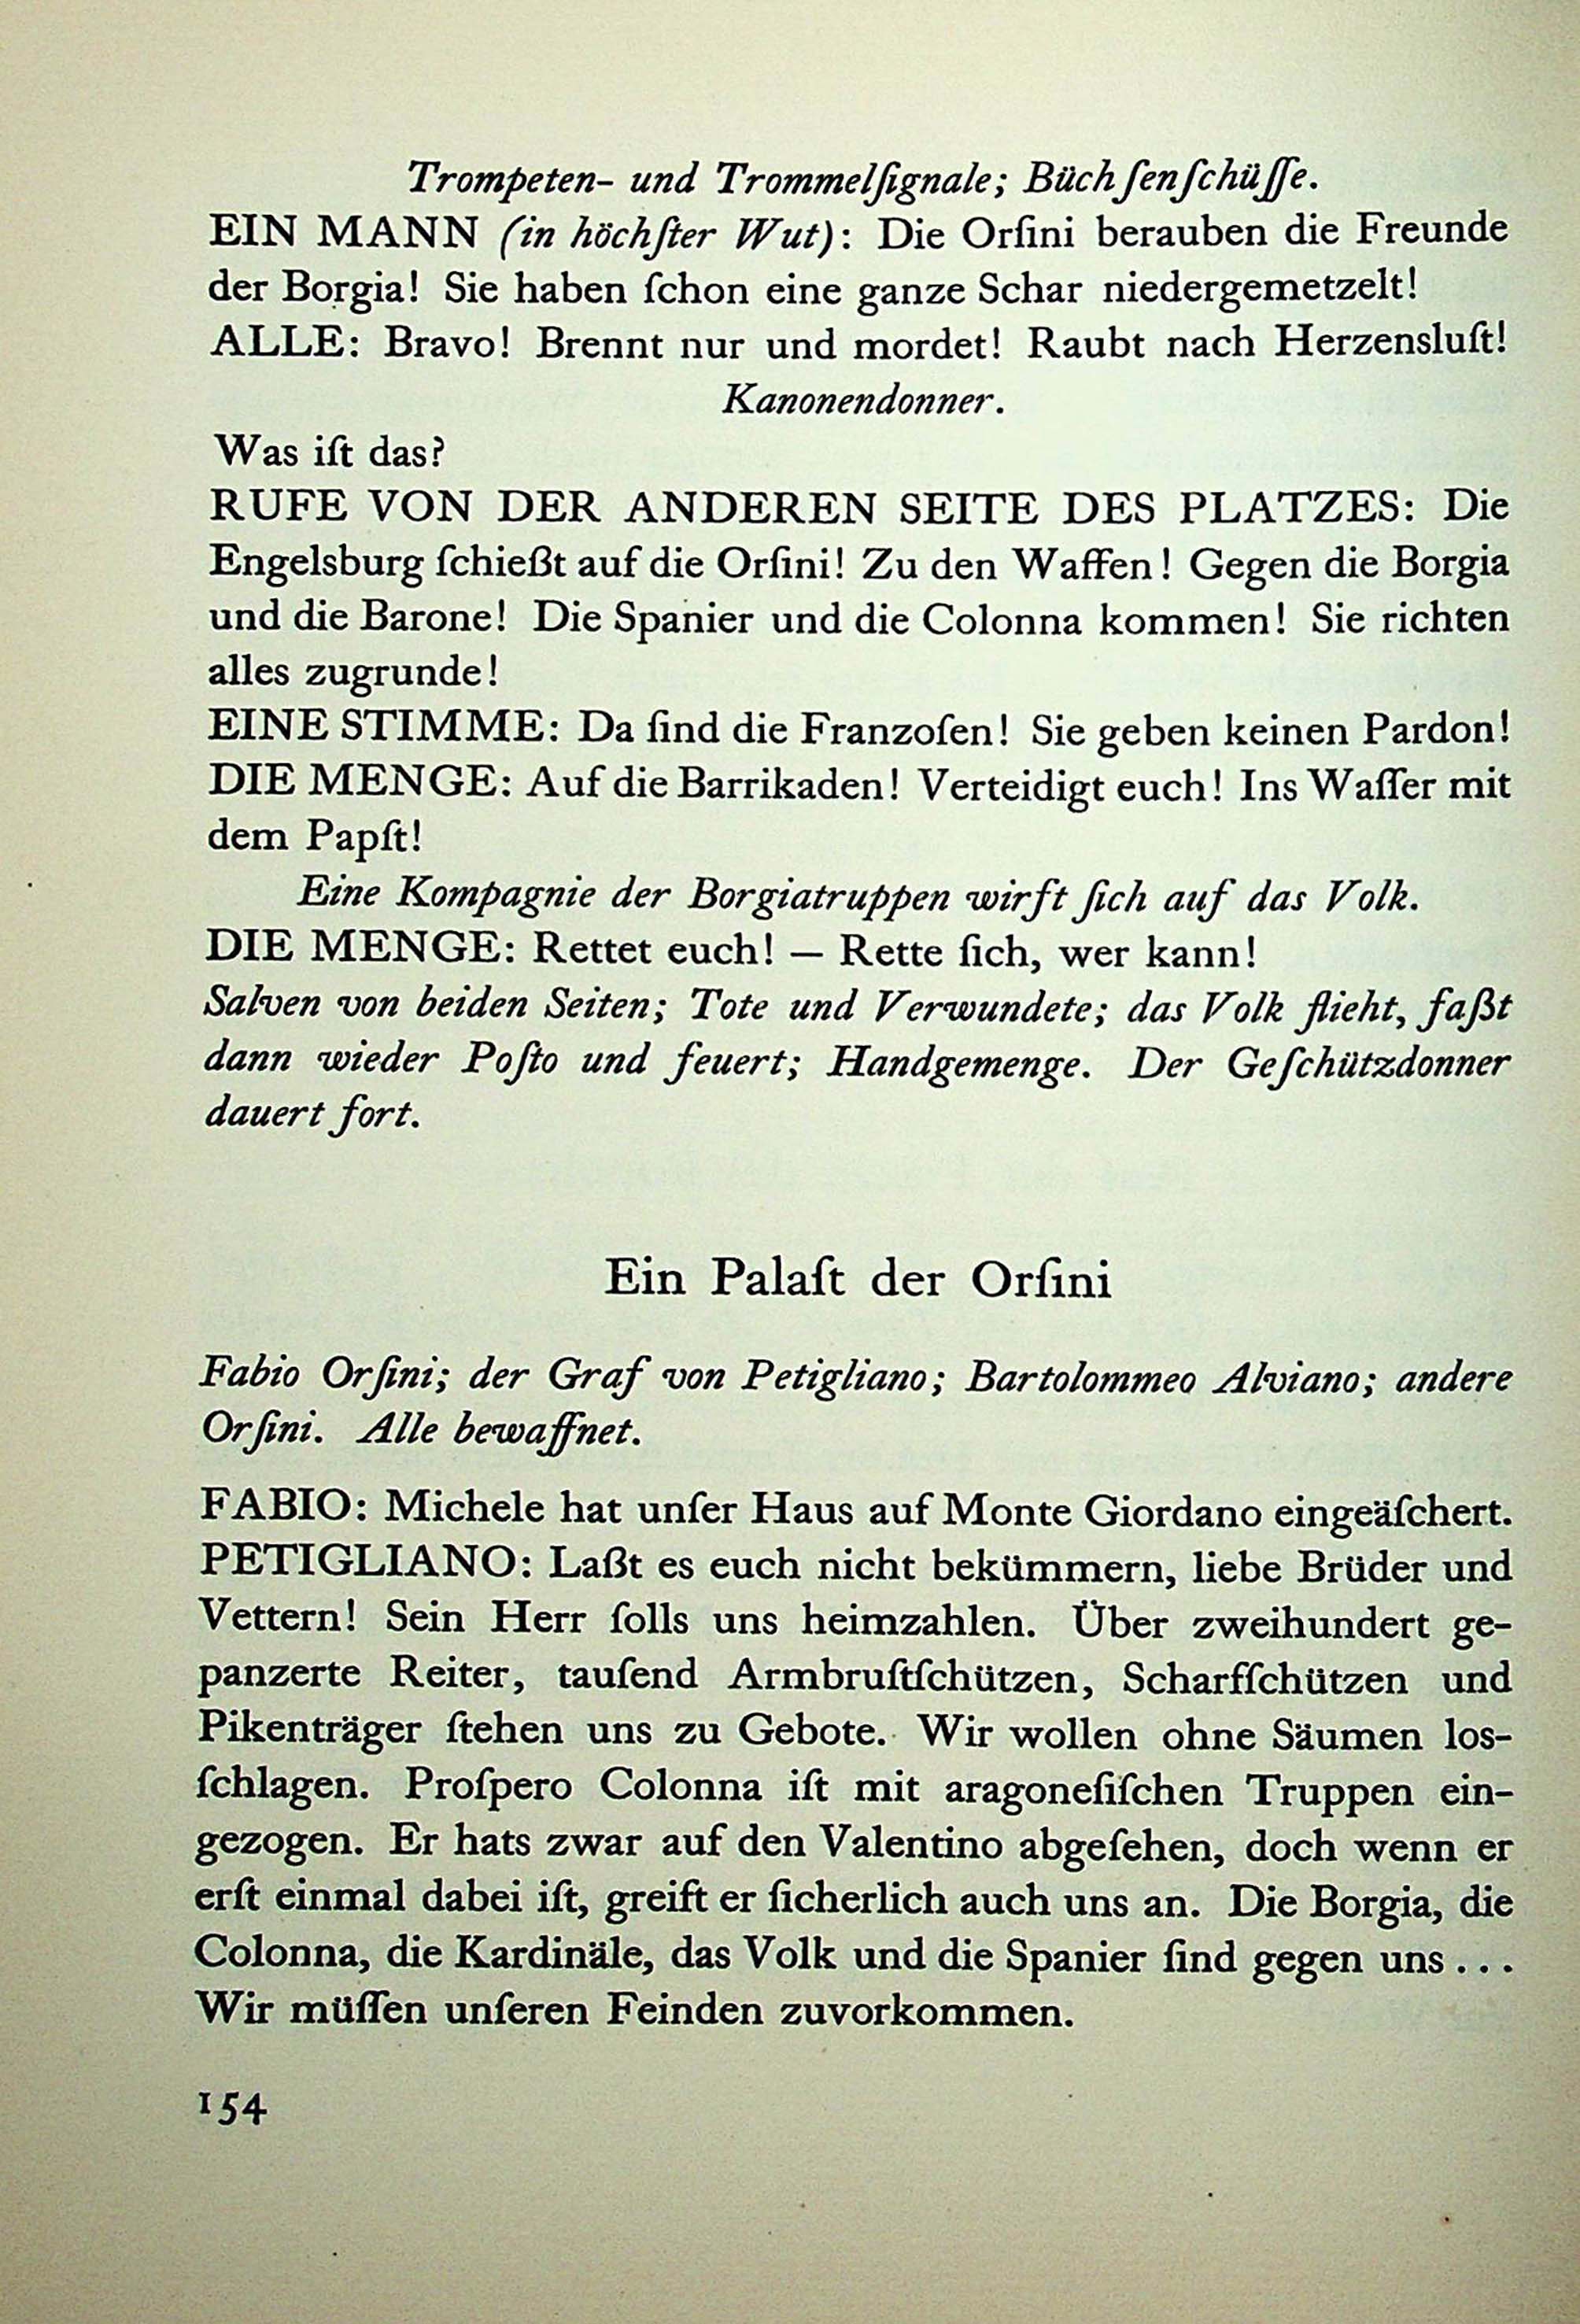 Trompeten- und Trommelſignale; Büchſenſchüſſe.
EIN MANN (in höchſter Wut): Die Orſini berauben die Freunde
der Borgia! Sie haben ſchon eine ganze Schar niedergemetzelt!
ALLE: Bravo! Brennt nur und mordet! Raubt nach Herzensluſt!
Kanonendonner.
Was iſt das?
RUFE VON DER ANDEREN SEITE DES PLATZES: Die
Engelsburg ſchießt auf die Orſini! Zu den Waffen! Gegen die Borgia
und die Barone! Die Spanier und die Colonna kommen! Sie richten
alles zugrunde!
EINE STIMME: Da ſind die Franzoſen! Sie geben keinen Pardon!
DIE MENGE: Auf die Barrikaden! Verteidigt euch! Ins Waſſer mit
dem Papſt!
Eine Kompagnie der Borgiatruppen wirft ſich auf das Volk.
DIE MENGE: Rettet euch! — Rette ſich, wer kann!
Salven von beiden Seiten; Tote und Verwundete; das Volk flieht, faßt
dann wieder Poſto und feuert; Handgemenge. Der Geſchützdonner
dauert fort.
Ein Palaſt der Orſini
Fabio Orſini; der Graf von Petigliano; Bartolommeo Alviano; andere
Orſini. Alle bewaffnet.
FABIO: Michele hat unſer Haus auf Monte Giordano eingeäſchert.
PETIGLIANO: Laßt es euch nicht bekümmern, liebe Brüder und
Vettern! Sein Herr ſolls uns heimzahlen. Über zweihundert ge-
panzerte Reiter, tauſend Armbruſtſchützen, Scharfſchützen und
Pikenträger ſtehen uns zu Gebote. Wir wollen ohne Säumen los-
ſchlagen. Proſpero Colonna iſt mit aragoneſiſchen Truppen ein-
gezogen. Er hats zwar auf den Valentino abgeſehen, doch wenn er
erſt einmal dabei iſt, greift er ſicherlich auch uns an. Die Borgia, die
Colonna, die Kardinäle, das Volk und die Spanier ſind gegen uns ...
Wir müſſen unſeren Feinden zuvorkommen.
154